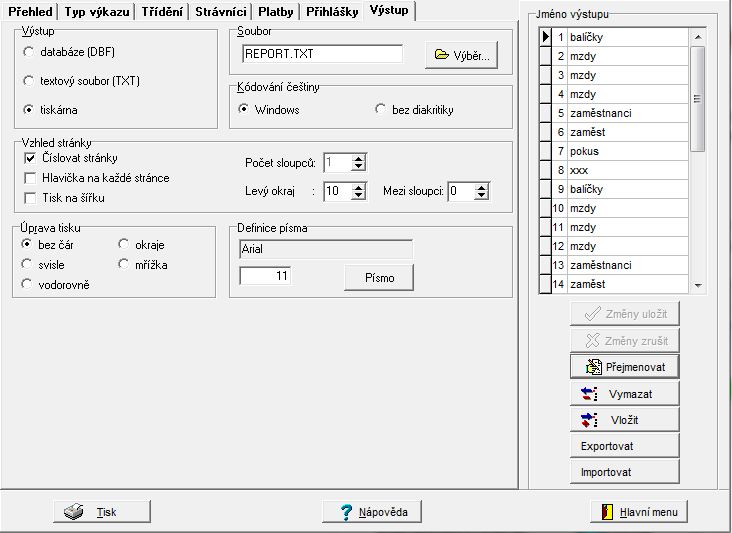 Přehled Typ výkazu Třídění Strávníci Platby Přihlášky Výstup
Výstup
databáze (DBF)
textový soubor (TXT)
tiskárna
Soubor
REPORT.TXT
Výběr...
Kódování češtiny
Windows
bez diakritiky
Vzhled stránky
Číslovat stránky
Hlavička na každé stránce
Tisk na šířku
Počet sloupců: 1
Levý okraj : 10 Mezi sloupci: 0
Úprava tisku
bez čár
okraje
svisle
mřížka
vodorovně
Definice písma
Arial
11
Písmo
Jméno výstupu
1 balíčky
2 mzdy
3 mzdy
4 mzdy
5 zaměstnanci
6 zaměst
7 pokus
8 xxx
9 balíčky
10 mzdy
11 mzdy
12 mzdy
13 zaměstnanci
14 zaměst
Změny uložit
Změny zrušit
Přejmenovat
Vymazat
Vložit
Exportovat
Importovat
Tisk
Nápověda
Hlavní menu